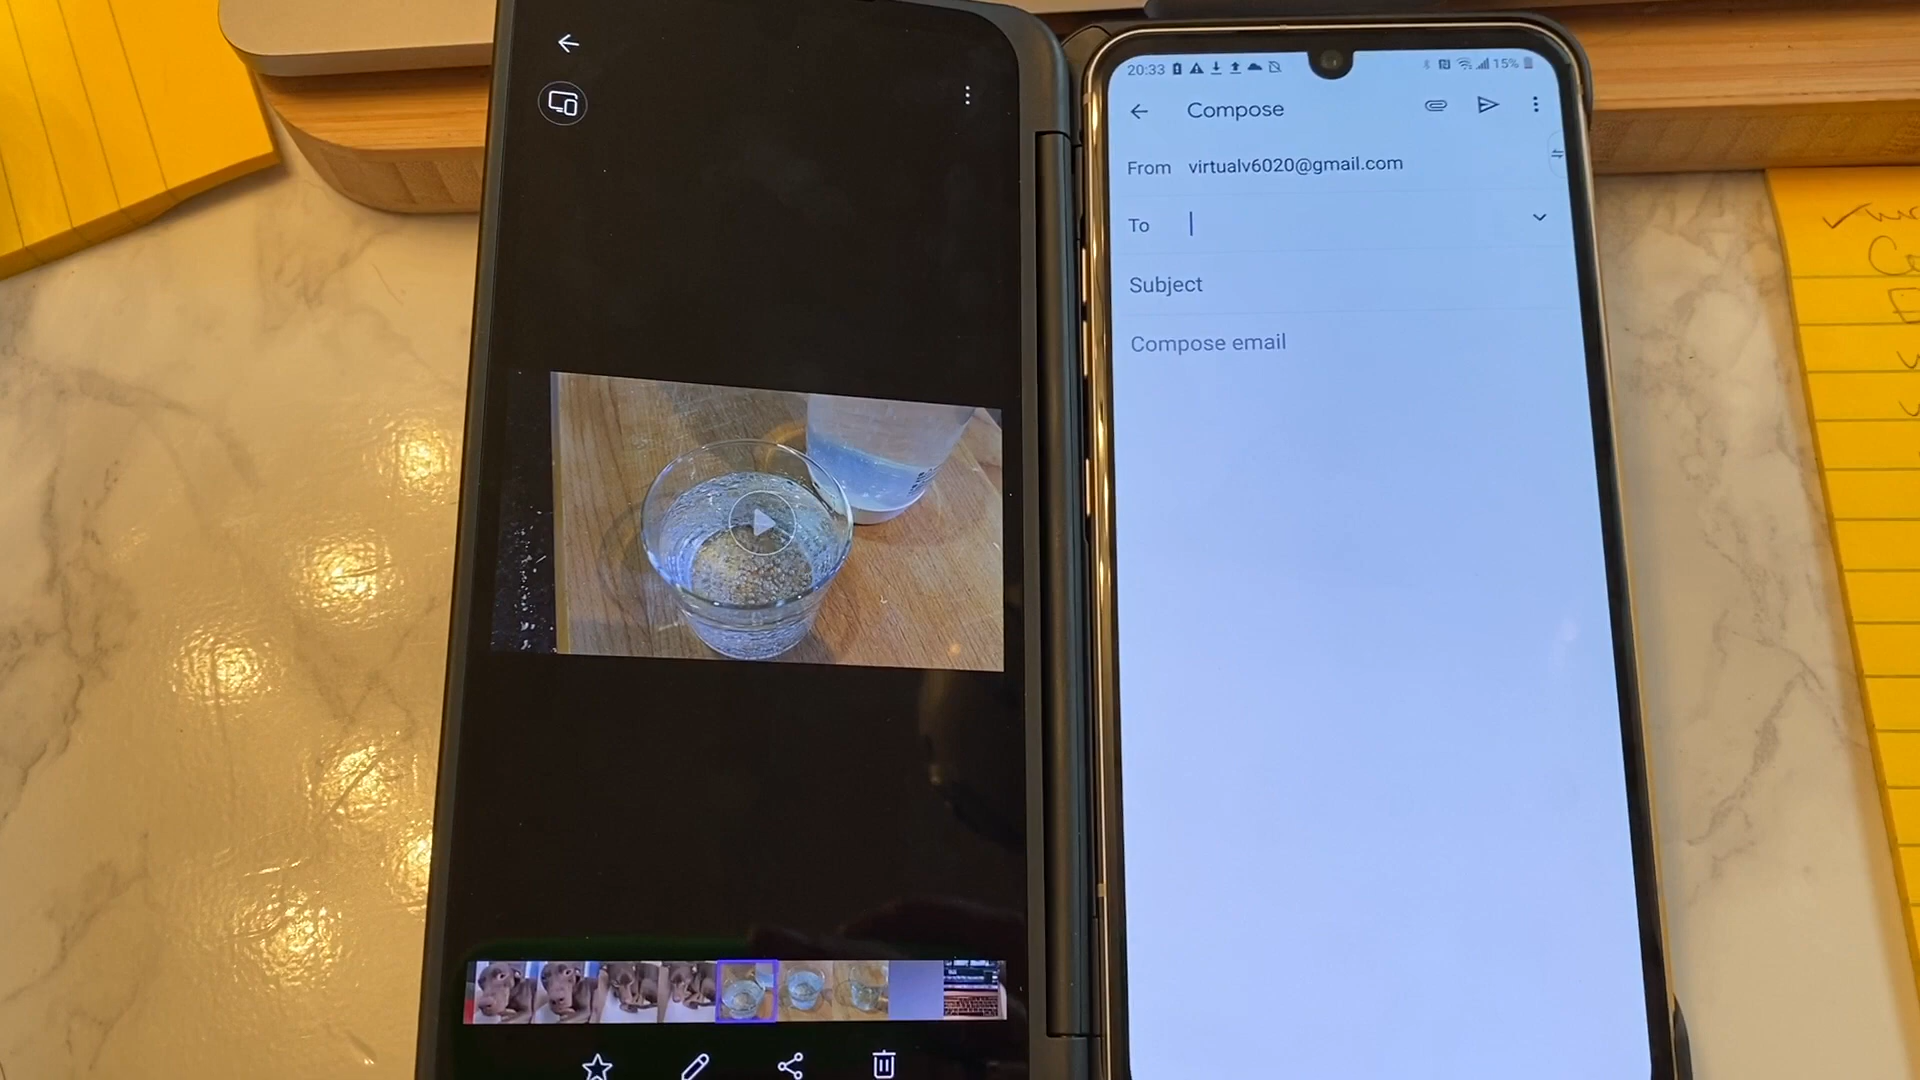 20:33
15%
Compose
From virtualv6020@gmail.com
To
Subject
Compose email